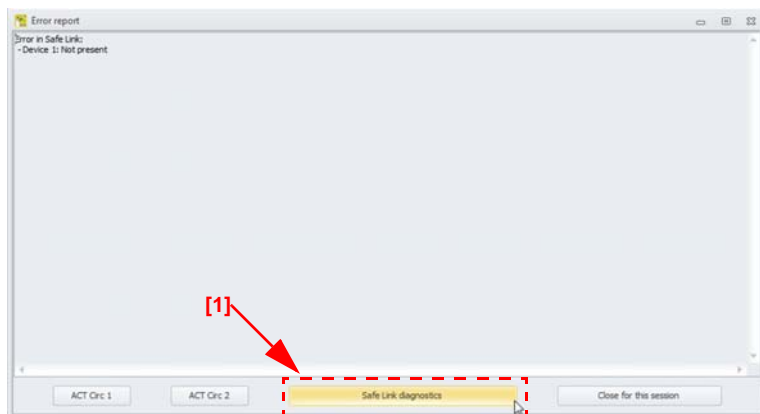 Error report
Error in Safe Link:
- Device 1: Not present
[1]
ACT Circ 1 ACT Circ 2 Safe Link diagnostics Close for this session